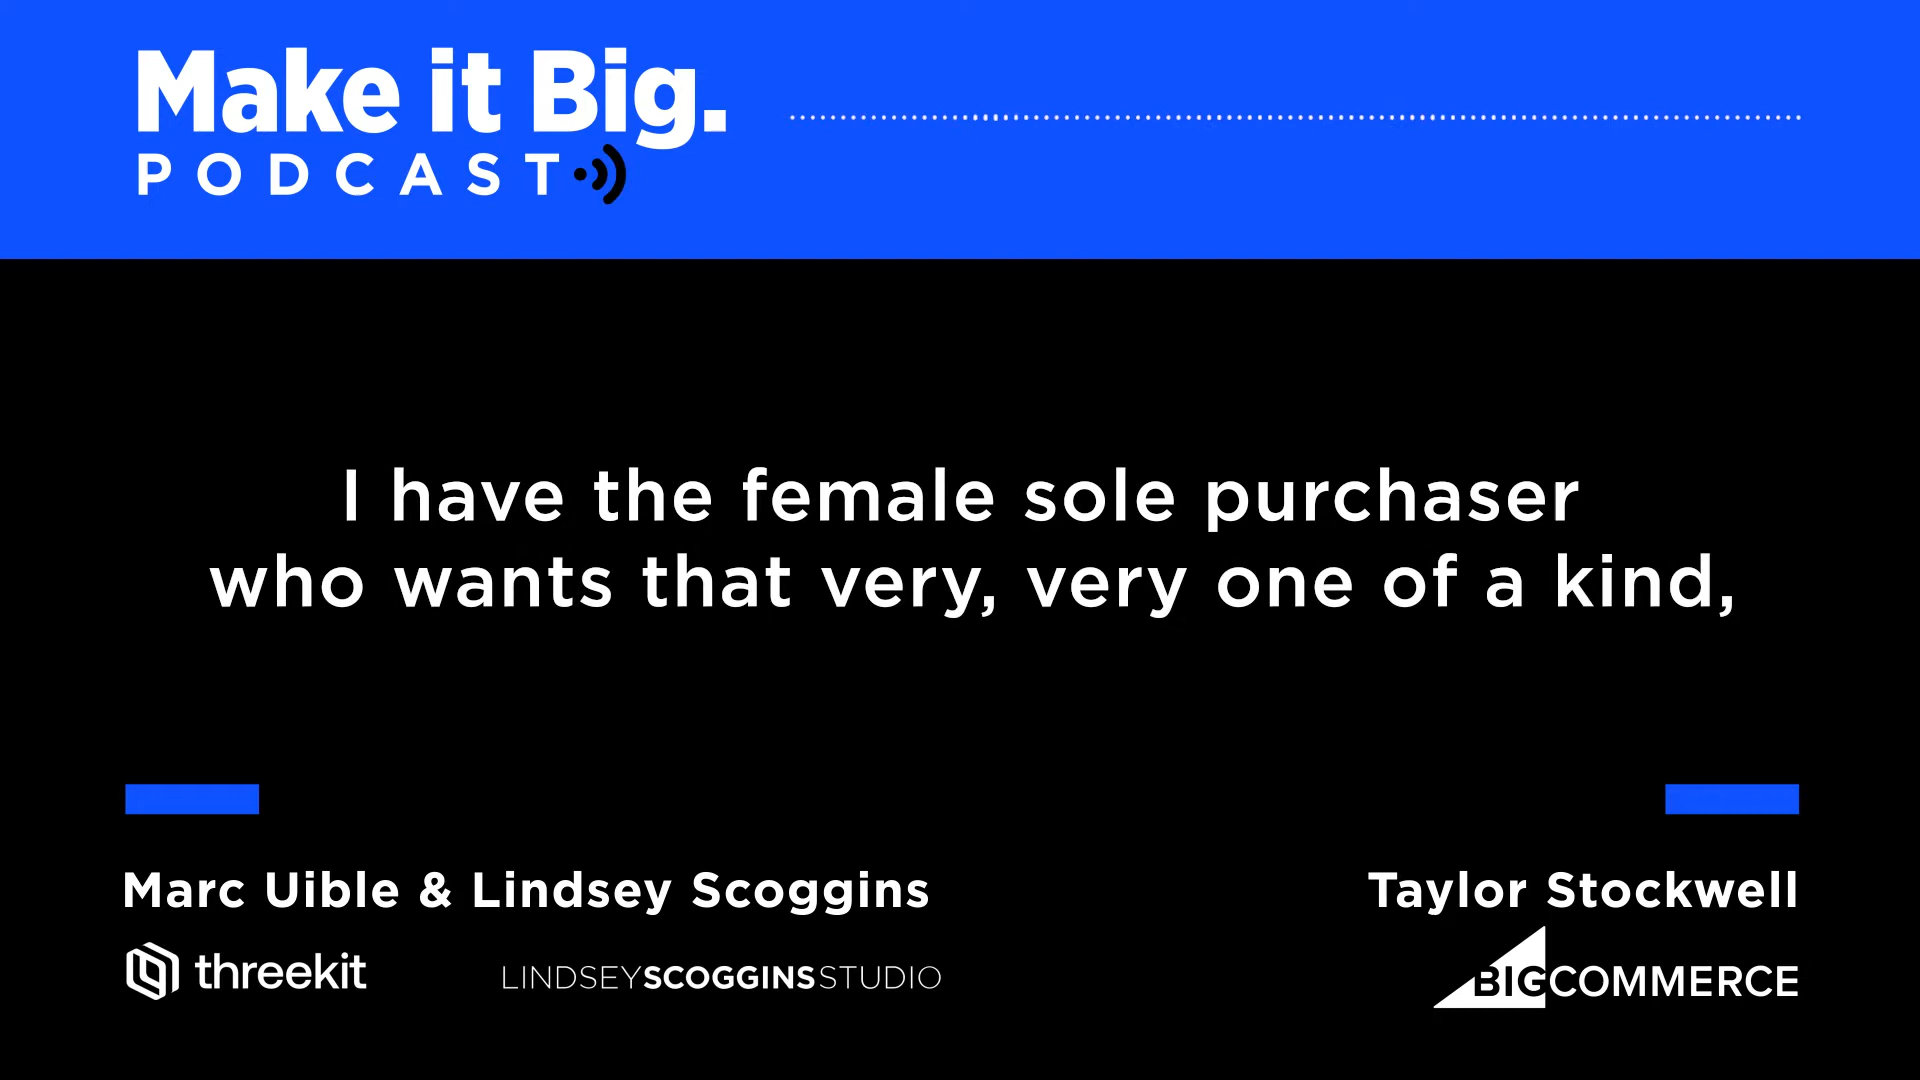 Make it Big.
PODCAST
I have the female sole purchaser
who wants that very, very one of a kind,
Marc Uible & Lindsey Scoggins
Taylor Stockwell
threekit
LINDSEYSCOGGINSSTUDIO
BIGCOMMERCE